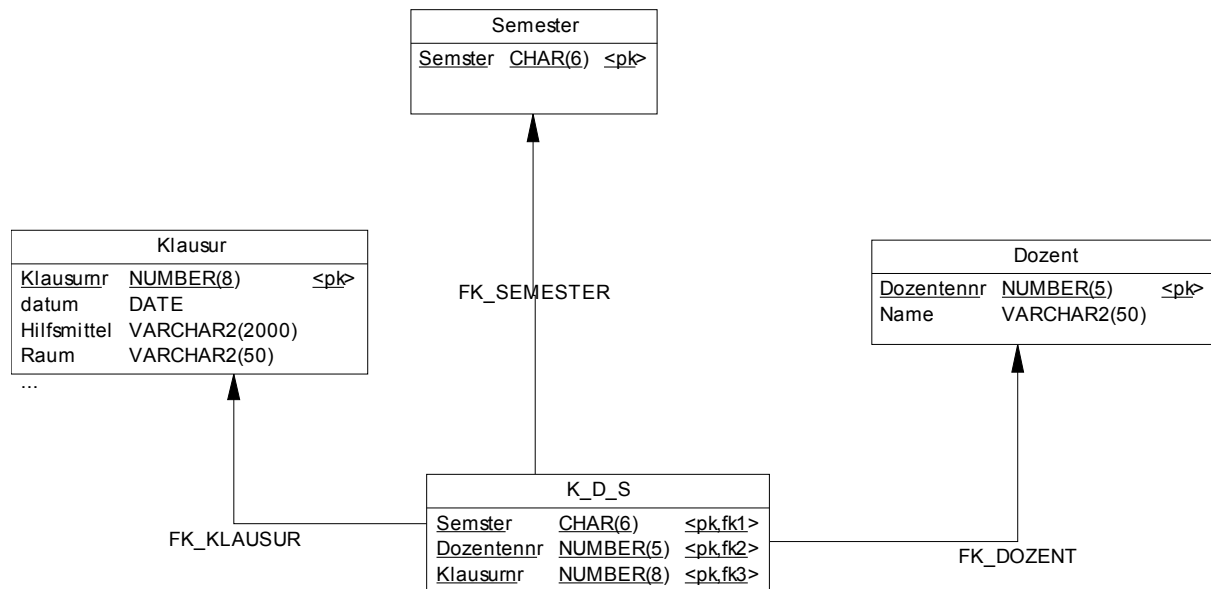 Semester
Semster CHAR(6) <pk>
Klausur
Klausurnr NUMBER(8) <pk>
datum DATE
Hilfsmittel VARCHAR2(2000)
Raum VARCHAR2(50)
...
FK_SEMESTER
Dozent
Dozentennr NUMBER(5) <pk>
Name VARCHAR2(50)
K_D_S
Semster CHAR(6) <pk,fk1>
Dozentennr NUMBER(5) <pk,fk2>
Klausurnr NUMBER(8) <pk,fk3>
FK_KLAUSUR
FK_DOZENT